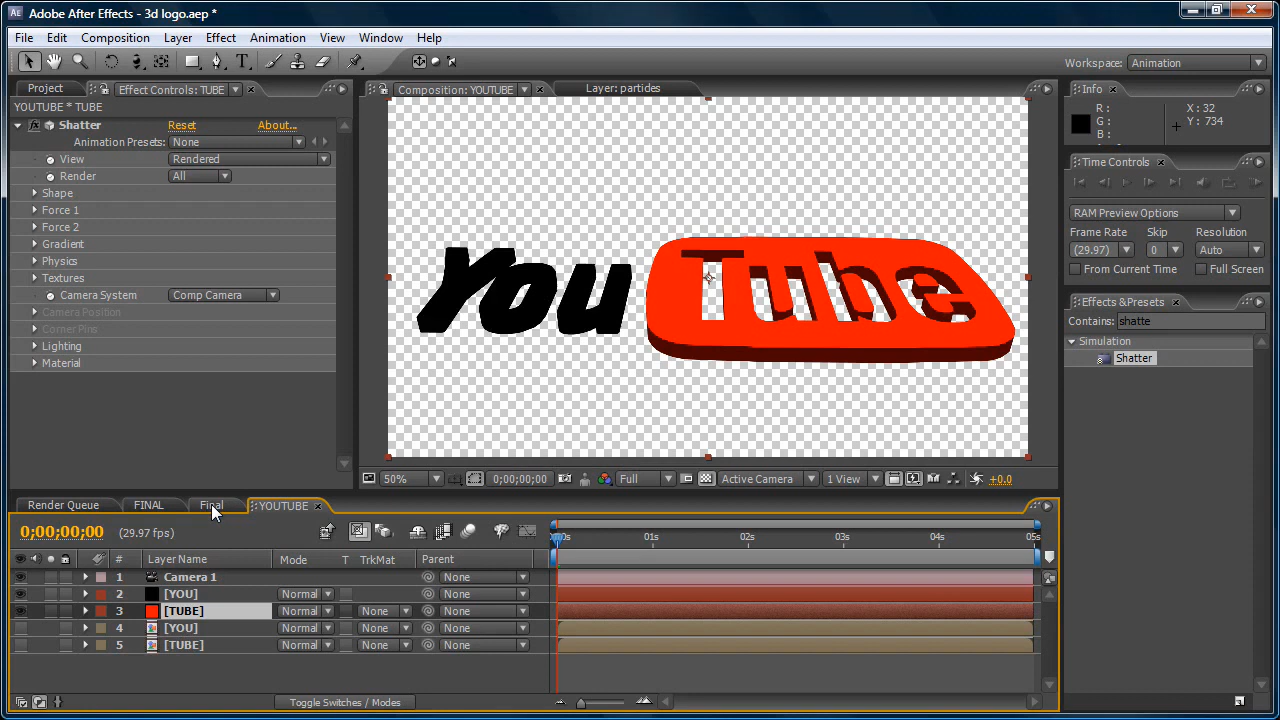 Adobe After Effects - 3d logo.aep *
File Edit Composition Layer Effect Animation View Window Help
Workspace: Animation
Project Effect Controls: TUBE
YOUTUBE * TUBE
Shatter Reset About...
Animation Presets: None
View Rendered
Render All
Shape
Force 1
Force 2
Gradient
Physics
Textures
Camera System Comp Camera
Camera Position
Corner Pins
Lighting
Material
Composition: YOUTUBE Layer: partides
You Tube
50% 0;00;00;00 Full Active Camera 1 View +0.0
Info
R: X: 32
G: Y: 734
B:
Time Controls
RAM Preview Options
Frame Rate Skip Resolution
(29.97) 0 Auto
From Current Time Full Screen
Effects & Presets
Contains: shatte
Simulation
Shatter
Render Queue FINAL Final YOUTUBE
0;00;00;00 (29.97 fps)
:00s 01s 02s 03s 04s 05s
# Layer Name Mode T TrkMat Parent
1 Camera 1 None
2 [YOU] Normal None
3 [TUBE] Normal None None
4 [YOU] Normal None None
5 [TUBE] Normal None None
Toggle Switches / Modes